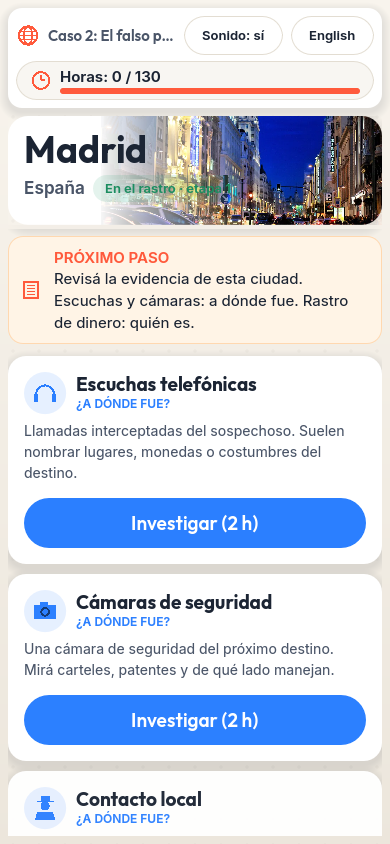 Caso 2: El falso p...
Sonido: sí
English
Horas: 0 / 130
Madrid
España
En el rastro · etapa
PRÓXIMO PASO
Revisá la evidencia de esta ciudad.
Escuchas y cámaras: a dónde fue. Rastro
de dinero: quién es.
Escuchas telefónicas
¿A DÓNDE FUE?
Llamadas interceptadas del sospechoso. Suelen
nombrar lugares, monedas o costumbres del
destino.
Investigar (2 h)
Cámaras de seguridad
¿A DÓNDE FUE?
Una cámara de seguridad del próximo destino.
Mirá carteles, patentes y de qué lado manejan.
Investigar (2 h)
Contacto local
¿A DÓNDE FUE?